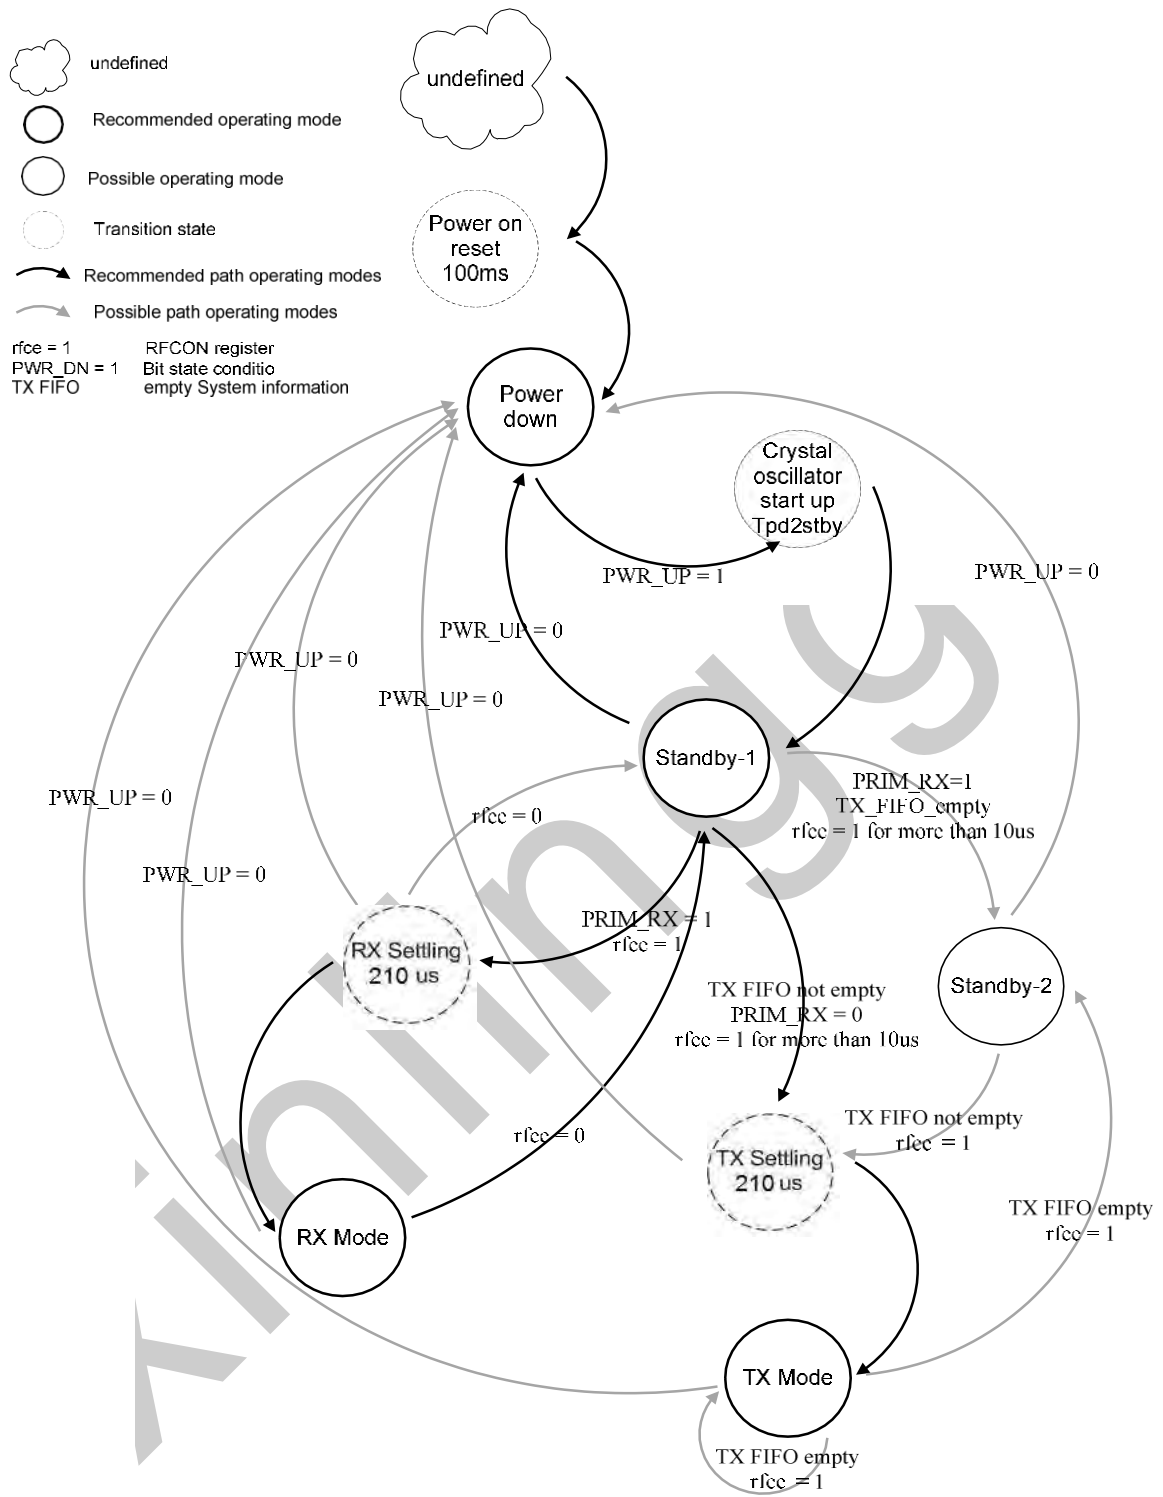 undefined
Recommended operating mode
Possible operating mode
Transition state
Recommended path operating modes
Possible path operating modes
rfce = 1 RFCON register
PWR_DN = 1 Bit state conditio
TX FIFO empty System information
undefined
Power on
reset
100ms
Power
down
Crystal
oscillator
start up
Tpd2stby
PWR_UP = 1
PWR_UP = 0
PWR_UP = 0
PWR_UP = 0
PWR_UP = 0
PWR_UP = 0
PWR_UP = 0
Standby-1
rfce = 0
PRIM_RX=1
TX_FIFO_empty
rfce = 1 for more than 10us
PRIM_RX = 1
rfce = 1
RX Settling
210 us
TX FIFO not empty
PRIM_RX = 0
rfce = 1 for more than 10us
Standby-2
TX FIFO not empty
rfce = 1
rfce = 0
TX Settling
210 us
TX FIFO empty
rfce = 1
RX Mode
TX Mode
TX FIFO empty
rfce = 1
xininggg